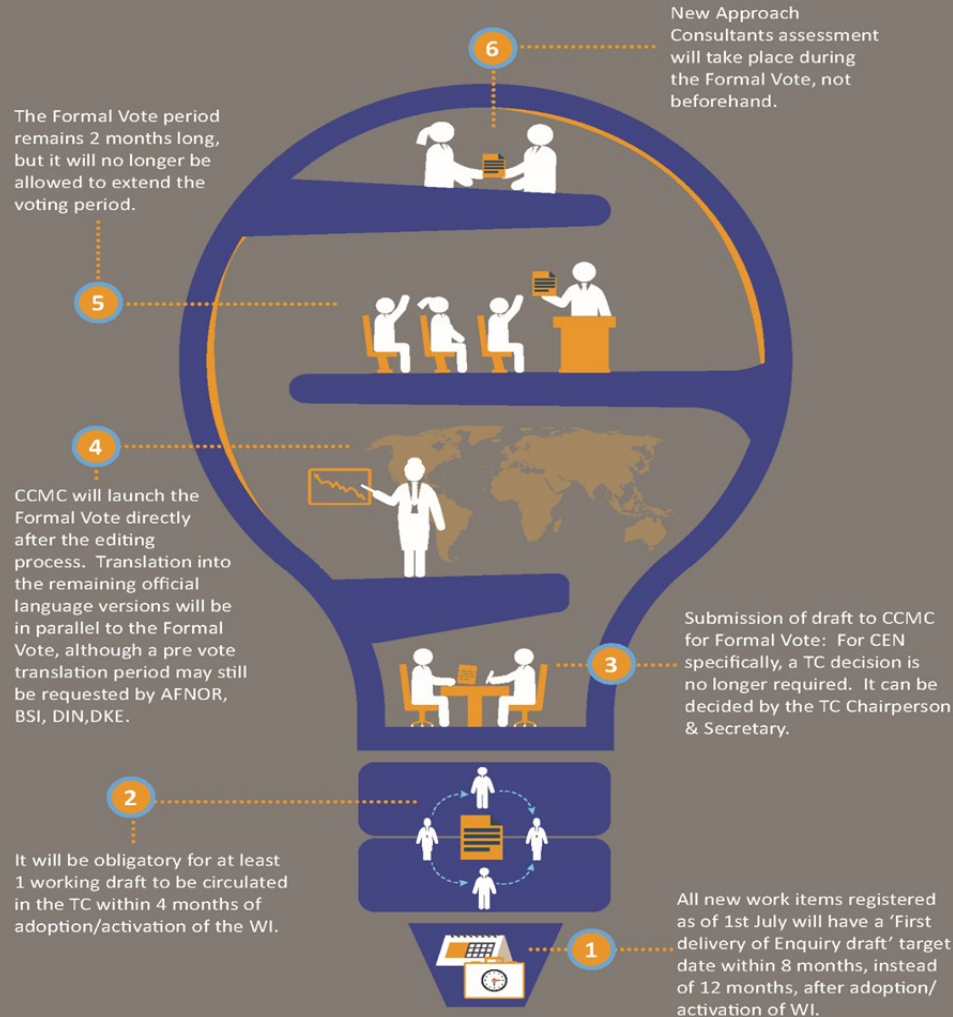 6
New Approach
Consultants assessment
will take place during
the Formal Vote, not
beforehand.
The Formal Vote period
remains 2 months long,
but it will no longer be
allowed to extend the
voting period.
5
4
CCMC will launch the
Formal Vote directly
after the editing
process.  Translation into
the remaining official
language versions will be
in parallel to the Formal
Vote, although a pre vote
translation period may still
be requested by AFNOR,
BSI, DIN,DKE.
3
Submission of draft to CCMC
for Formal Vote:  For CEN
specifically, a TC decision is
no longer required.  It can be
decided by the TC Chairperson
& Secretary.
2
It will be obligatory for at least
1 working draft to be circulated
in the TC within 4 months of
adoption/activation of the WI.
1
All new work items registered
as of 1st July will have a ‘First
delivery of Enquiry draft’ target
date within 8 months, instead
of 12 months, after adoption/
activation of WI.